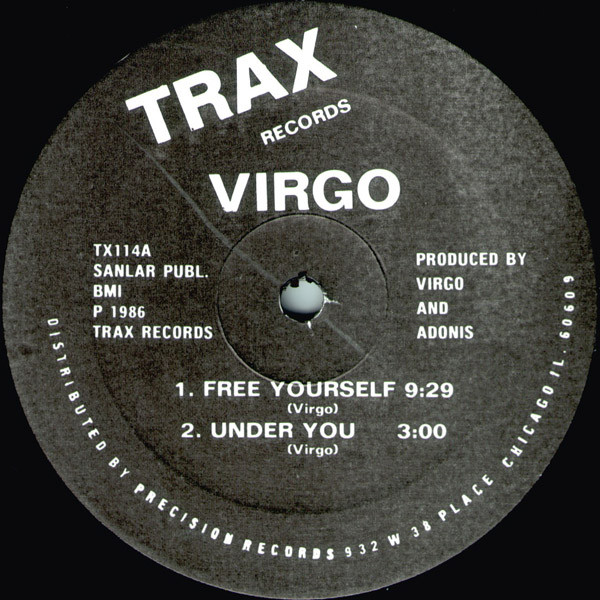 TRAX
RECORDS
VIRGO
TX114A
SANLAR PUBL.
BMI
P 1986
TRAX RECORDS
PRODUCED BY
VIRGO
AND
ADONIS
1. FREE YOURSELF 9:29
(Virgo)
2. UNDER YOU 3:00
(Virgo)
DISTRIBUTED BY PRECISION RECORDS 932 W 38 PLACE CHICAGO IL. 60609